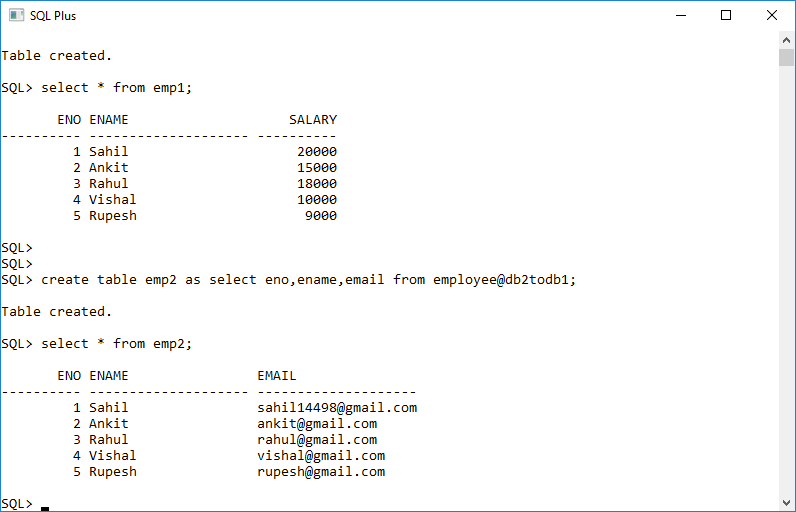 SQL Plus
Table created.
SQL> select * from emp1;
       ENO ENAME                    SALARY
---------- -------------------- ----------
         1 Sahil                     20000
         2 Ankit                     15000
         3 Rahul                     18000
         4 Vishal                    10000
         5 Rupesh                     9000
SQL>
SQL>
SQL> create table emp2 as select eno,ename,email from employee@db2todb1;
Table created.
SQL> select * from emp2;
       ENO ENAME                EMAIL
---------- -------------------- --------------------
         1 Sahil                sahil14498@gmail.com
         2 Ankit                ankit@gmail.com
         3 Rahul                rahul@gmail.com
         4 Vishal               vishal@gmail.com
         5 Rupesh               rupesh@gmail.com
SQL>